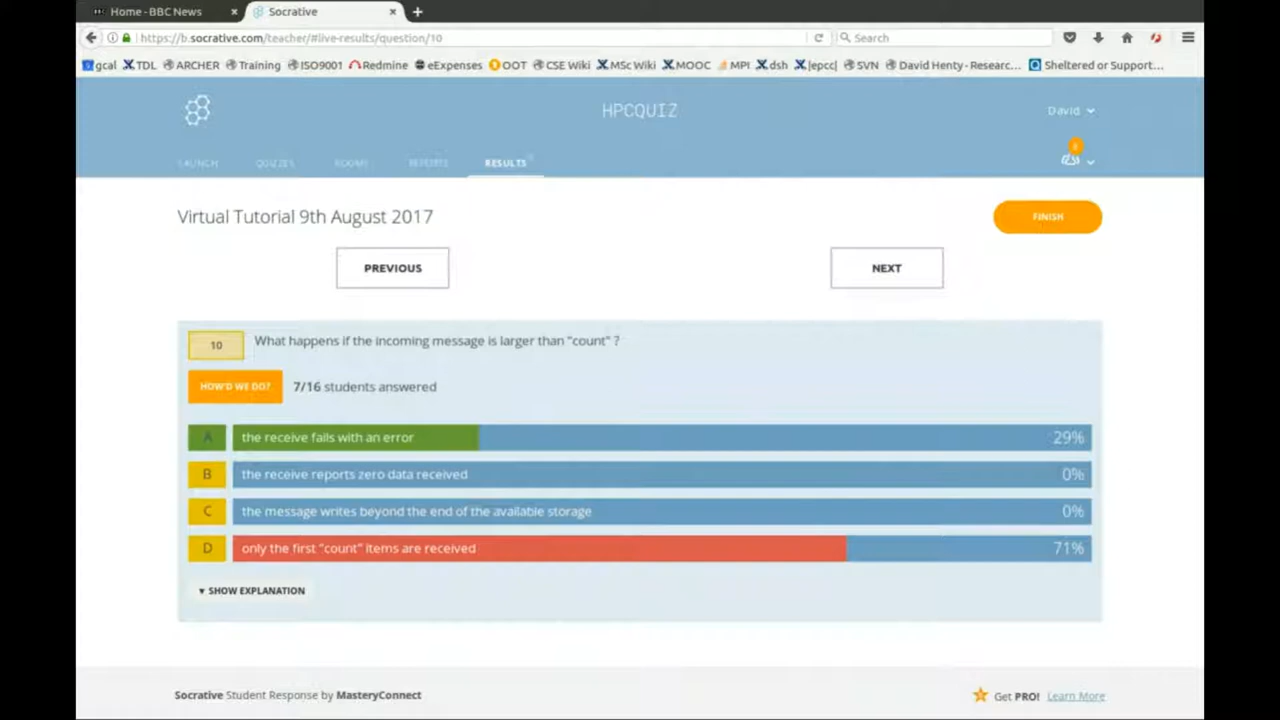 Home - BBC News
Socrative
https://b.socrative.com/teacher/#live-results/question/10
Search
gcal TDL ARCHER Training ISO9001 Redmine eExpenses OOT CSE Wiki MSc Wiki MOOC MPI dsh |epcc| SVN David Henty - Researc... Sheltered or Support...
HPCQUIZ
David
LAUNCH QUIZZES ROOMS REPORTS RESULTS
Virtual Tutorial 9th August 2017
FINISH
PREVIOUS
NEXT
10 What happens if the incoming message is larger than "count" ?
HOW'D WE DO? 7/16 students answered
A the receive fails with an error 29%
B the receive reports zero data received 0%
C the message writes beyond the end of the available storage 0%
D only the first "count" items are received 71%
▼ SHOW EXPLANATION
Socrative Student Response by MasteryConnect
Get PRO! Learn More